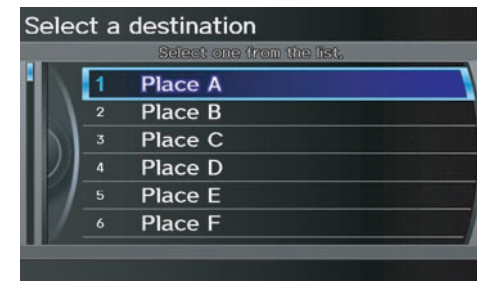 Select a destination
Select one from the list.
1 Place A
2 Place B
3 Place C
4 Place D
5 Place E
6 Place F